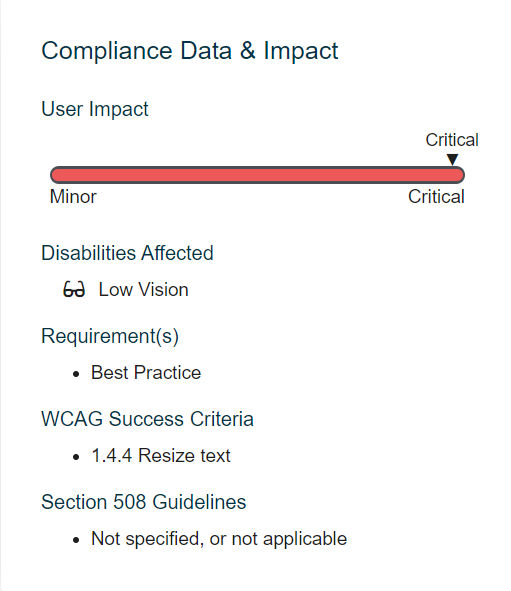 Compliance Data & Impact
User Impact
Critical
Minor
Critical
Disabilities Affected
Low Vision
Requirement(s)
Best Practice
WCAG Success Criteria
1.4.4 Resize text
Section 508 Guidelines
Not specified, or not applicable